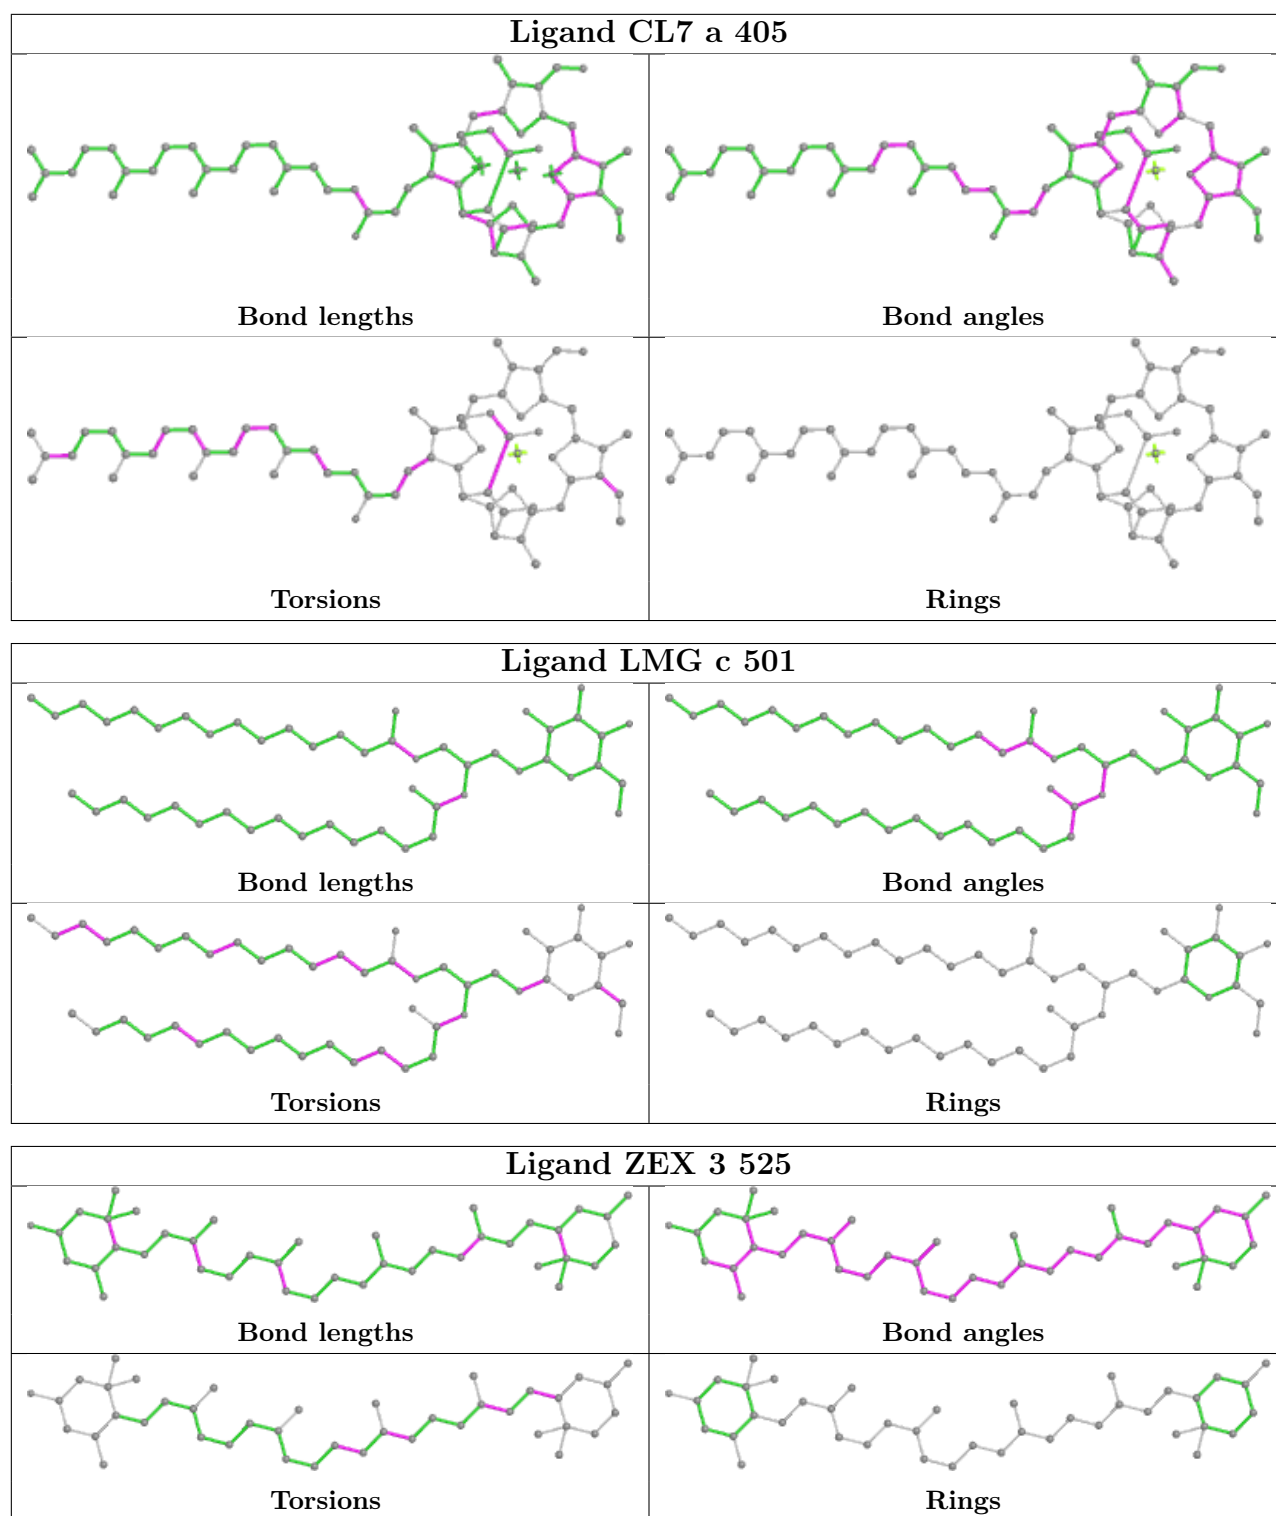 Ligand CL7 a 405
Bond lengths
Bond angles
Torsions
Rings
Ligand LMG c 501
Bond lengths
Bond angles
Torsions
Rings
Ligand ZEX 3 525
Bond lengths
Bond angles
Torsions
Rings